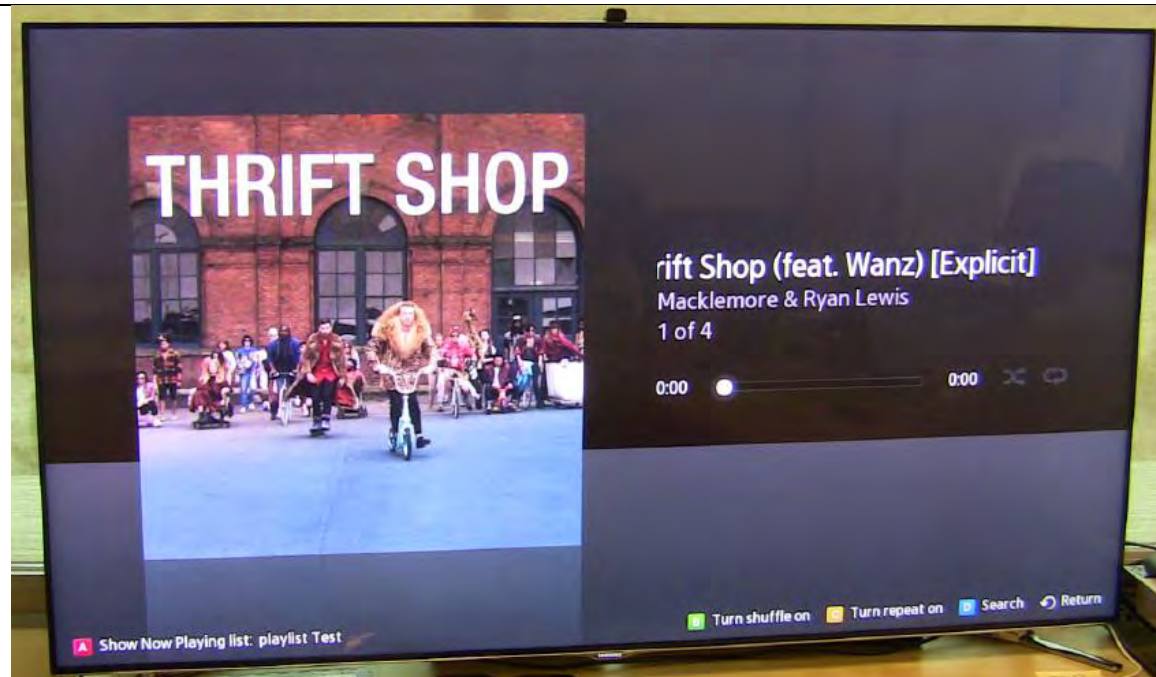 THRIFT SHOP
rift Shop (feat. Wanz) [Explicit]
Macklemore & Ryan Lewis
1 of 4
0:00 0:00
A Show Now Playing list: playlist Test
B Turn shuffle on C Turn repeat on D Search Return
SAMSUNG